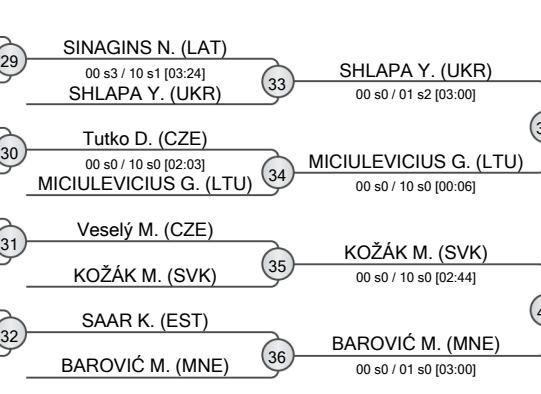 SINAGINS N. (LAT)
29
00 s3 / 10 s1 [03:24]
SHLAPA Y. (UKR)
33
SHLAPA Y. (UKR)
00 s0 / 01 s2 [03:00]
Tutko D. (CZE)
30
00 s0 / 10 s0 [02:03]
MICIULEVICIUS G. (LTU)
34
MICIULEVICIUS G. (LTU)
00 s0 / 10 s0 [00:06]
Veselý M. (CZE)
31
KOŽÁK M. (SVK)
35
KOŽÁK M. (SVK)
00 s0 / 10 s0 [02:44]
SAAR K. (EST)
32
BAROVIĆ M. (MNE)
36
BAROVIĆ M. (MNE)
00 s0 / 01 s0 [03:00]